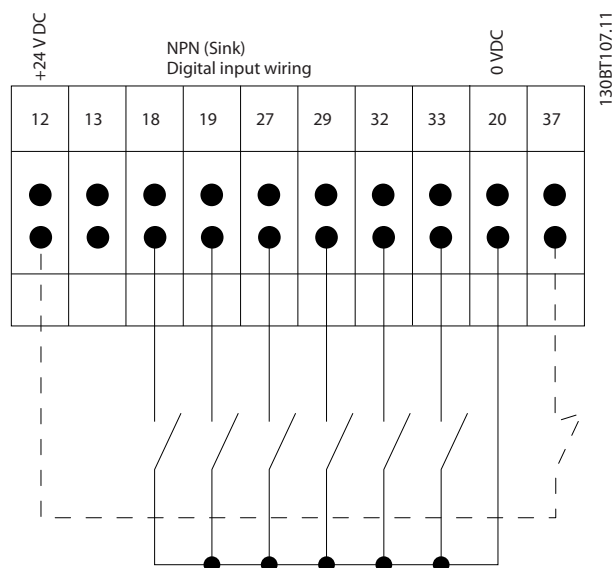 +24 V DC
NPN (Sink)
Digital input wiring
0 VDC
130BT107.11
12 13 18 19 27 29 32 33 20 37